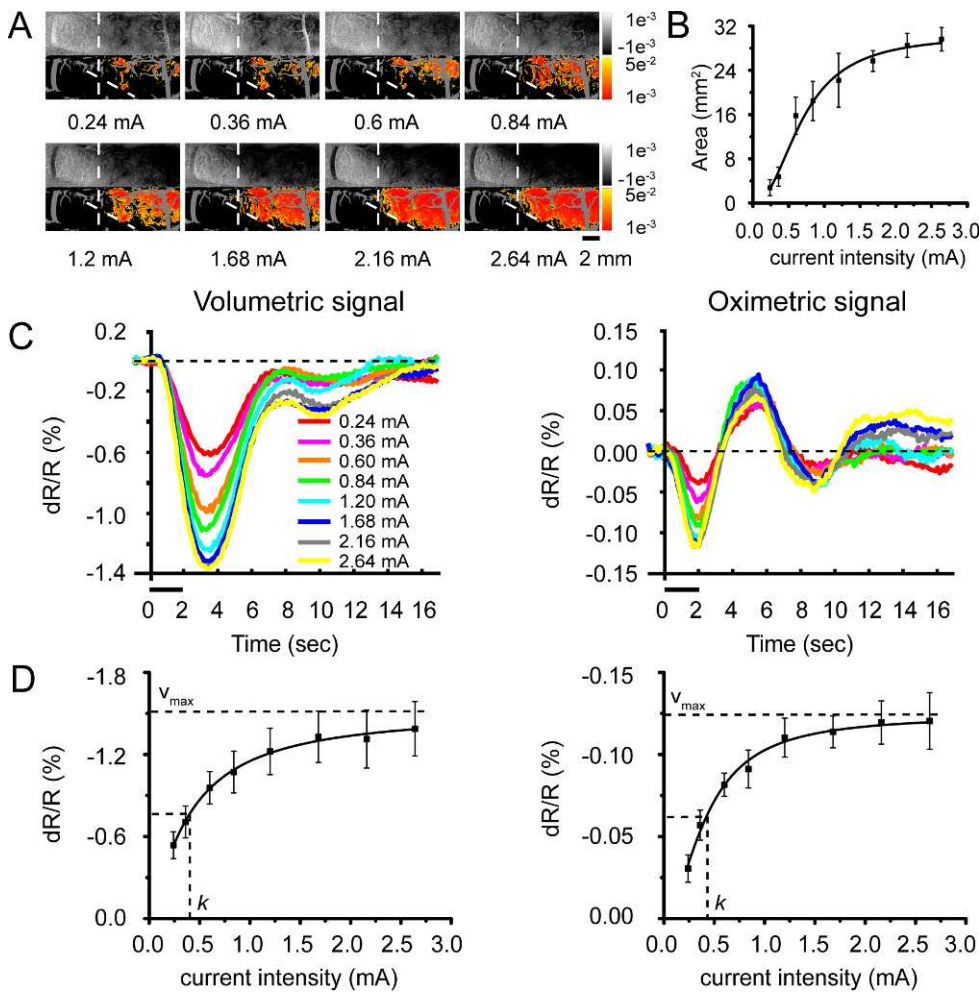 A
1e⁻³
-1e⁻³
5e⁻²
1e⁻³
0.24 mA 0.36 mA 0.6 mA 0.84 mA
1e⁻³
-1e⁻³
5e⁻²
1e⁻³
1.2 mA 1.68 mA 2.16 mA 2.64 mA 2 mm
B
32
24
16
8
0
Area (mm²)
0.0 0.5 1.0 1.5 2.0 2.5 3.0
current intensity (mA)
C
Volumetric signal
0.2
-0.2
-0.6
-1.0
-1.4
dR/R (%)
0.24 mA
0.36 mA
0.60 mA
0.84 mA
1.20 mA
1.68 mA
2.16 mA
2.64 mA
0 2 4 6 8 10 12 14 16
Time (sec)
Oximetric signal
0.15
0.10
0.05
0.00
-0.05
-0.10
-0.15
dR/R (%)
0 2 4 6 8 10 12 14 16
Time (sec)
D
-1.8
-1.2
-0.6
0.0
dR/R (%)
vmax
k
0.0 0.5 1.0 1.5 2.0 2.5 3.0
current intensity (mA)
-0.15
-0.10
-0.05
0.00
dR/R (%)
vmax
k
0.0 0.5 1.0 1.5 2.0 2.5 3.0
current intensity (mA)